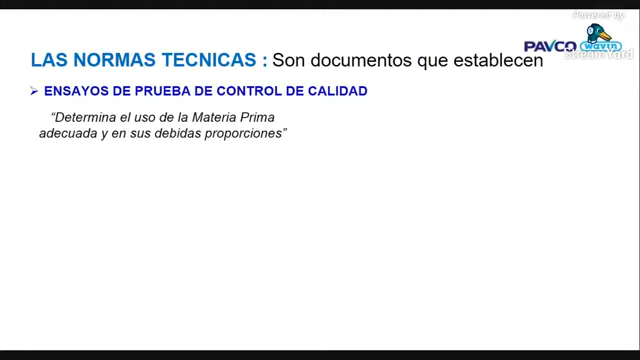 Powered by
PAVCO wavin
StreamYard
LAS NORMAS TECNICAS : Son documentos que establecen
➢ ENSAYOS DE PRUEBA DE CONTROL DE CALIDAD
“Determina el uso de la Materia Prima
adecuada y en sus debidas proporciones”